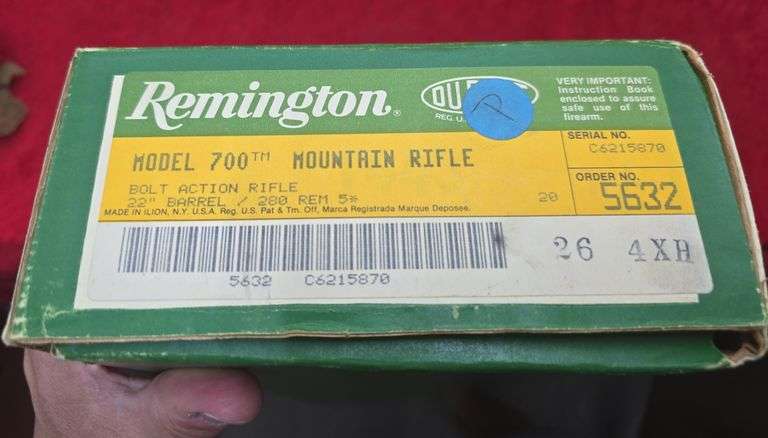 Remington®
DU
REG. U.
R
VERY IMPORTANT:
Instruction Book
enclosed to assure
safe use of this
firearm.
MODEL 700™ MOUNTAIN RIFLE
BOLT ACTION RIFLE
22" BARREL / 280 REM 5*
20
MADE IN ILION, N.Y. U.S.A. Reg. U.S. Pat & Tm. Off, Marca Registrada Marque Deposee.
SERIAL NO.
C6215870
ORDER NO.
5632
5632 C6215870
26 4XH